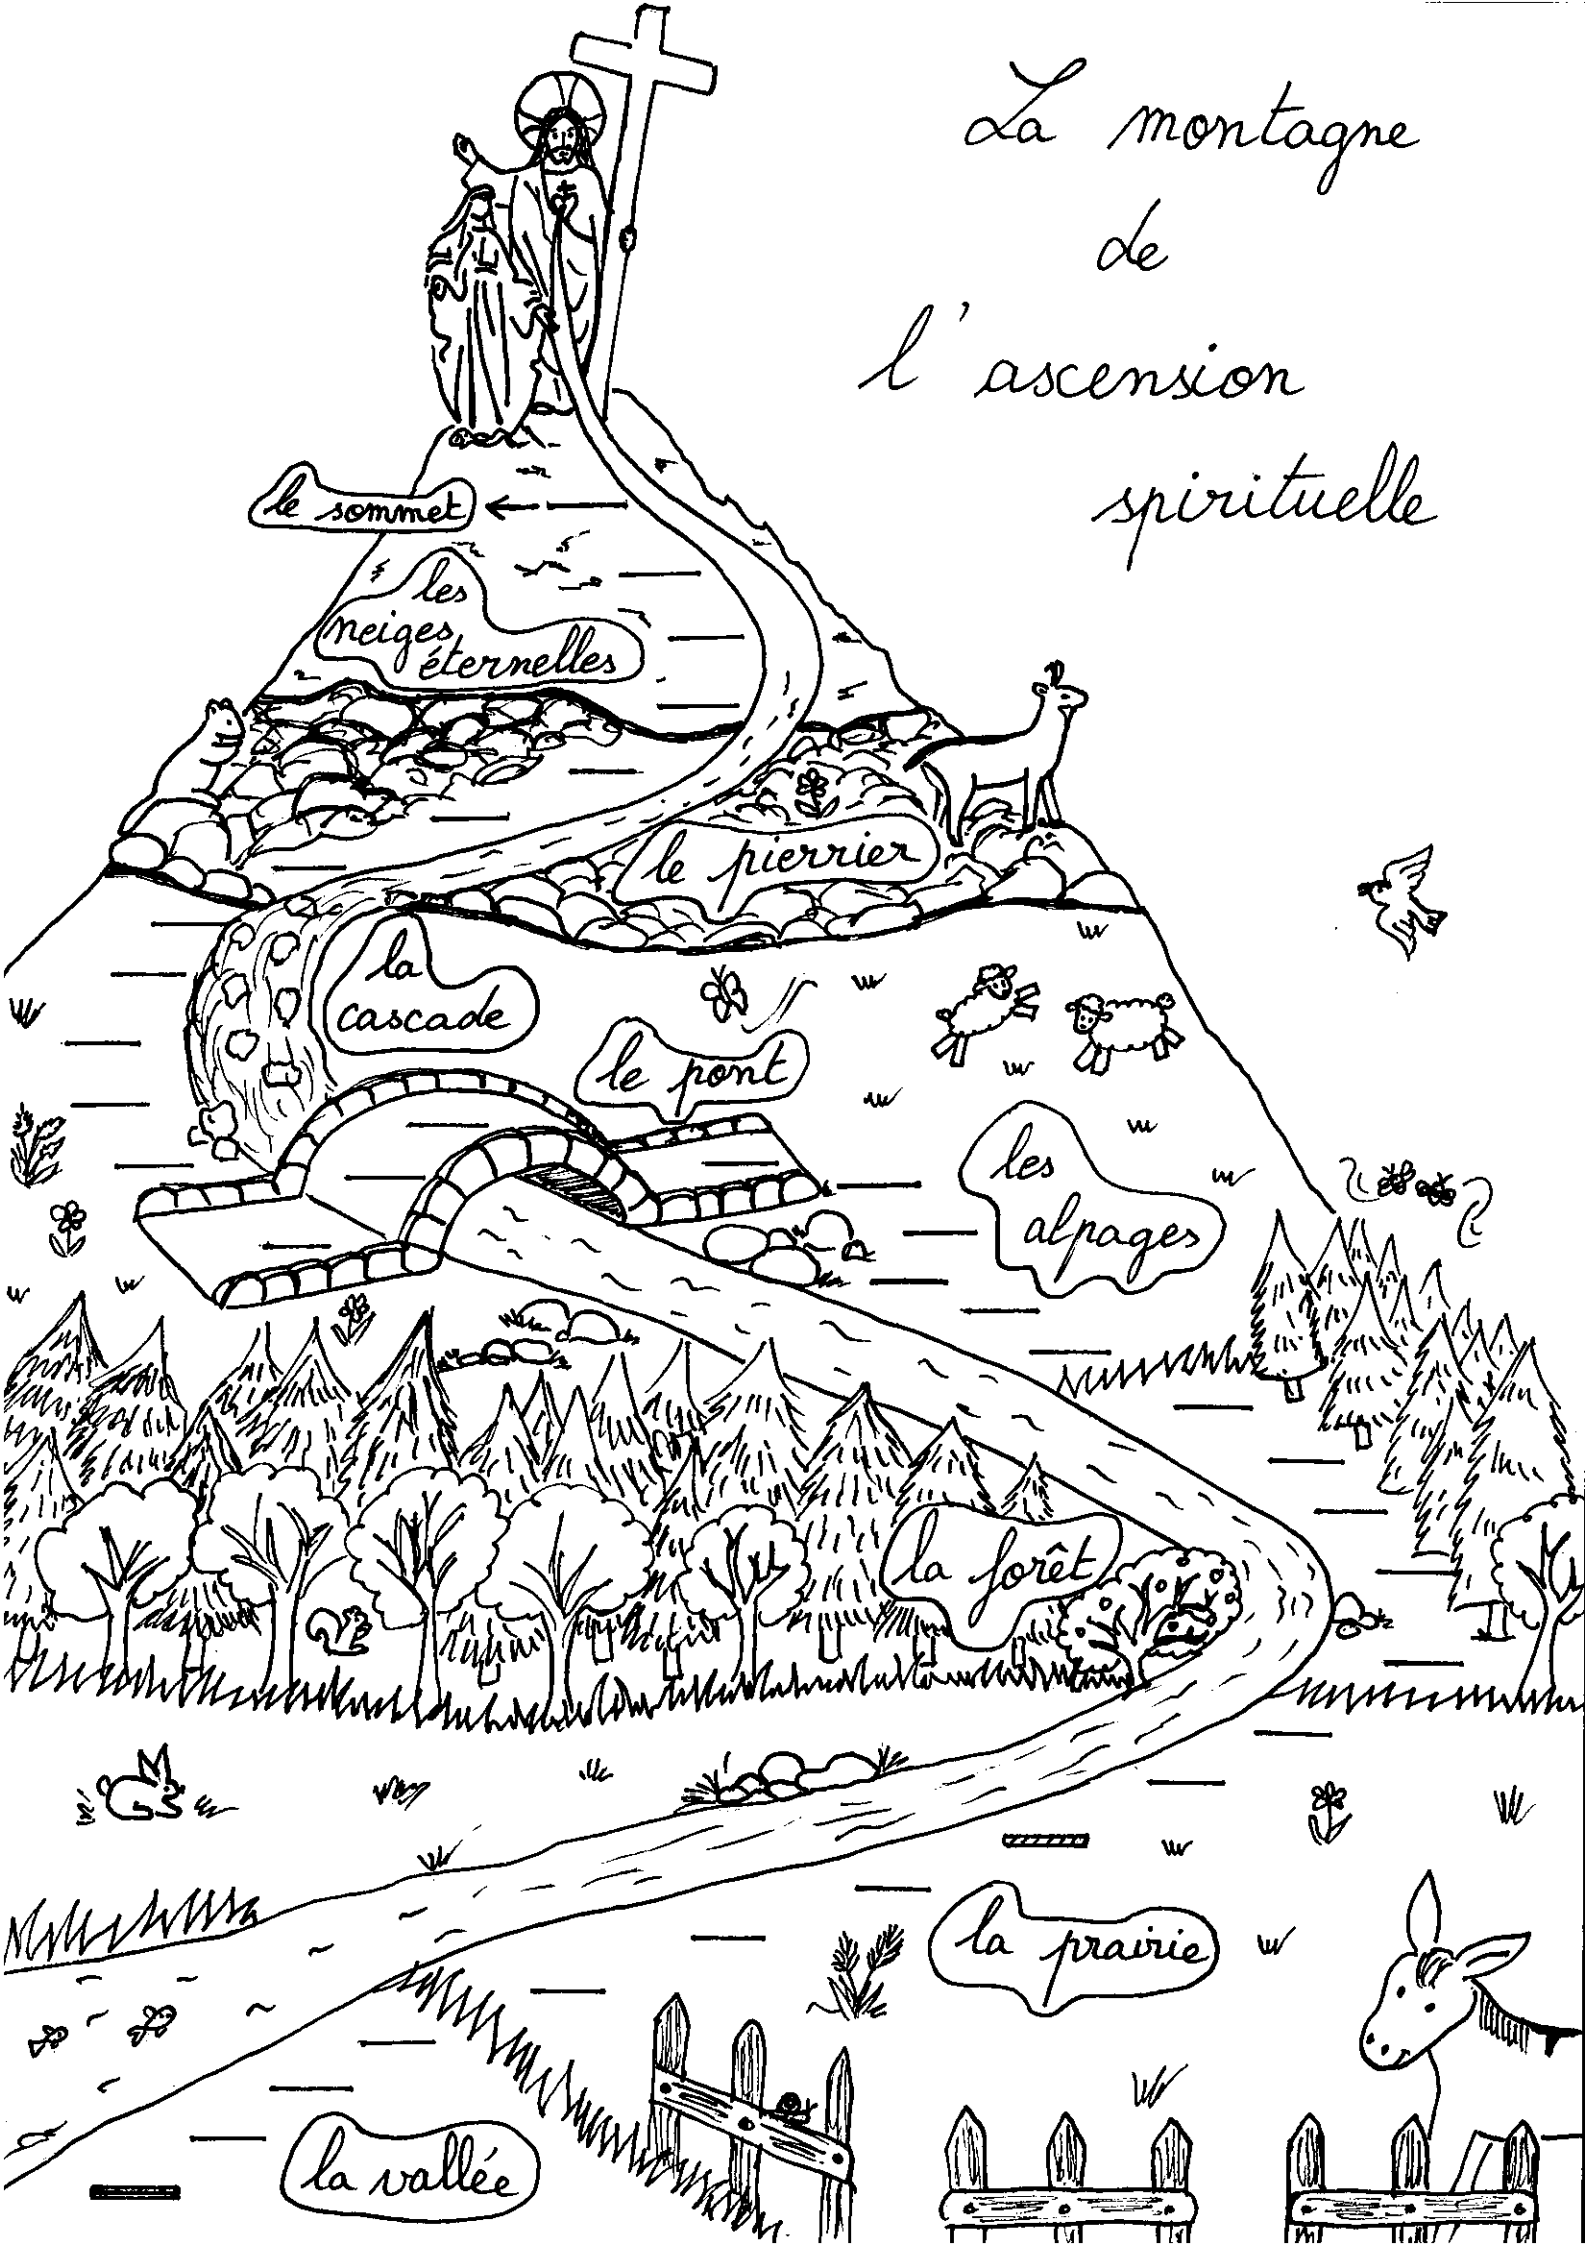 La montagne
de
l'ascension
spirituelle
le sommet
les
neiges
éternelles
le pierrier
la
cascade
le pont
les
alpages
la forêt
la prairie
la vallée